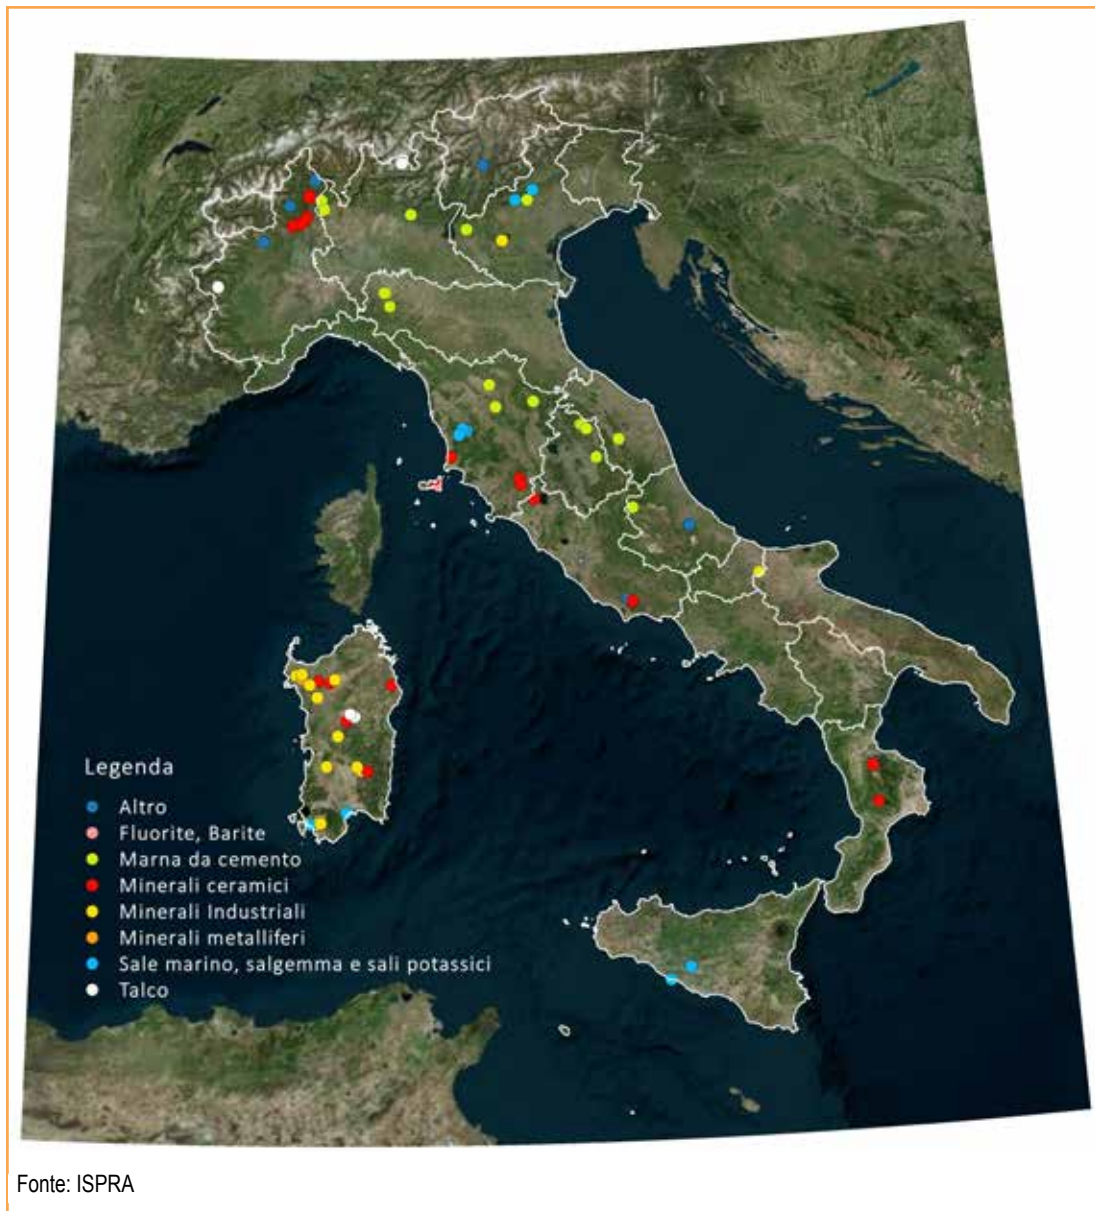 Legenda
Altro
Fluorite, Barite
Marna da cemento
Minerali ceramici
Minerali Industriali
Minerali metalliferi
Sale marino, salgemma e sali potassici
Talco
Fonte: ISPRA